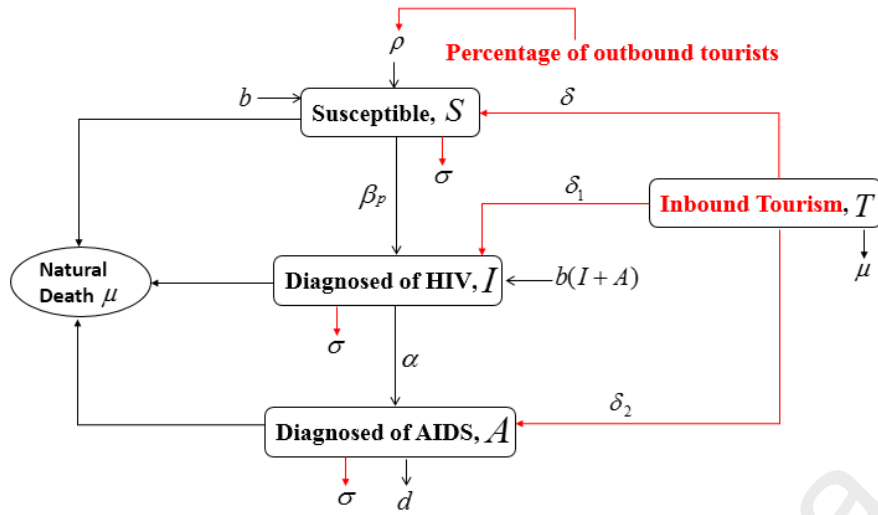 ρ
Percentage of outbound tourists
b
Susceptible, S
δ
σ
β_p
δ_1
Inbound Tourism, T
μ
Natural
Death μ
Diagnosed of HIV, I
b(I + A)
σ
α
δ_2
Diagnosed of AIDS, A
σ
d